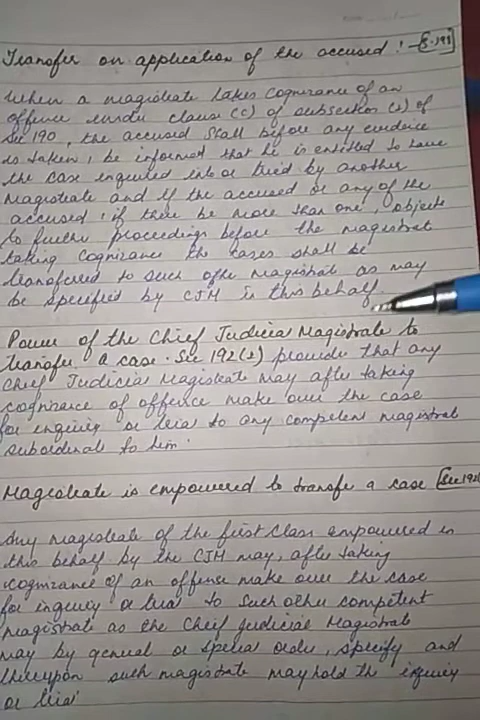 Transfer on application of the accused :- [S-191]
When a magistrate takes cognizance of an
offence under clause (c) of subsection (1) of
Sec 190, the accused shall before any evidence
is taken, be informed that he is entitled to have
the case inquired into or tried by another
magistrate and if the accused or any of the
accused, if there be more than one, objects
to further proceedings before the magistrate
taking cognizance the cases shall be
transferred to such other magistrate as may
be specified by CJM in this behalf.
Power of the Chief Judicial Magistrate to
transfer a case. Sec 192(1) provide that any
Chief Judicial Magistrate may after taking
cognizance of offence make over the case
for inquiry or trial to any competent magistrate
subordinate to him.
Magistrate is empowered to transfer a case [Sec 192
Any magistrate of the first class empowered in
this behalf by the CJM may, after taking
cognizance of an offense make over the case
for inquiry or trial to such other competent
magistrate as the Chief Judicial Magistrate
may by general or special order, specify and
thereupon such magistrate may hold the inquiry
or trial